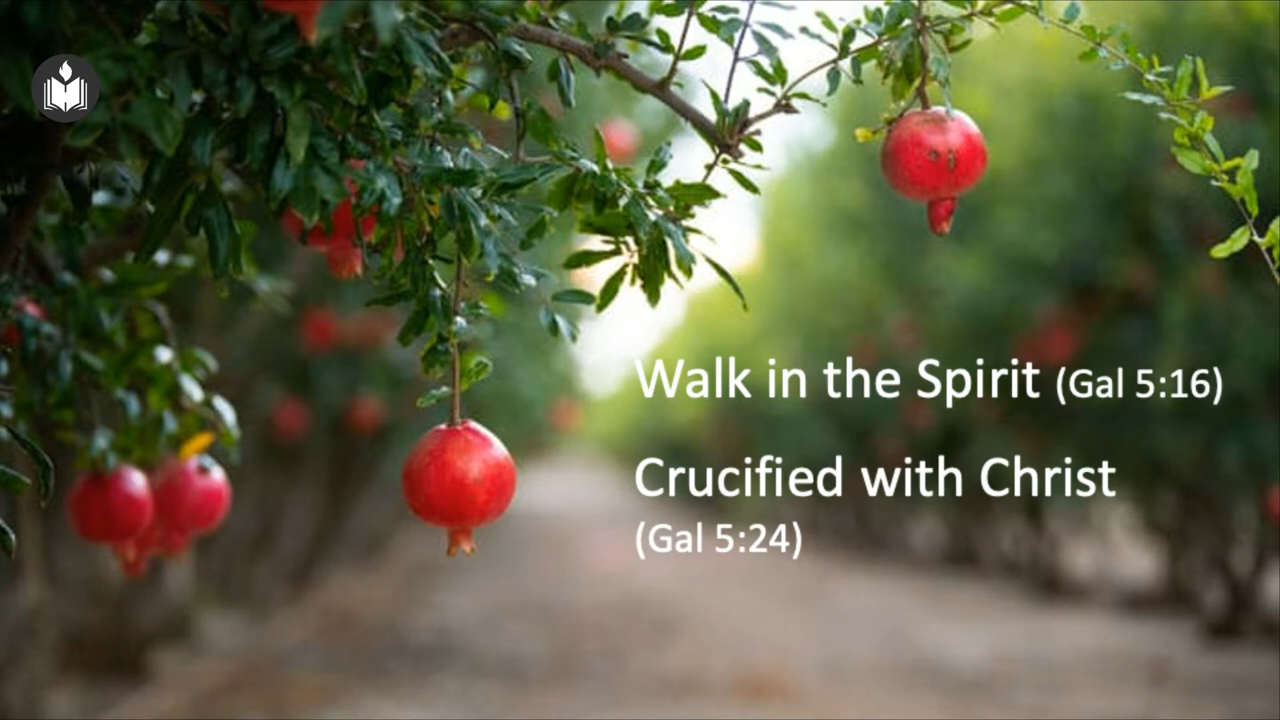 Walk in the Spirit (Gal 5:16)
Crucified with Christ
(Gal 5:24)